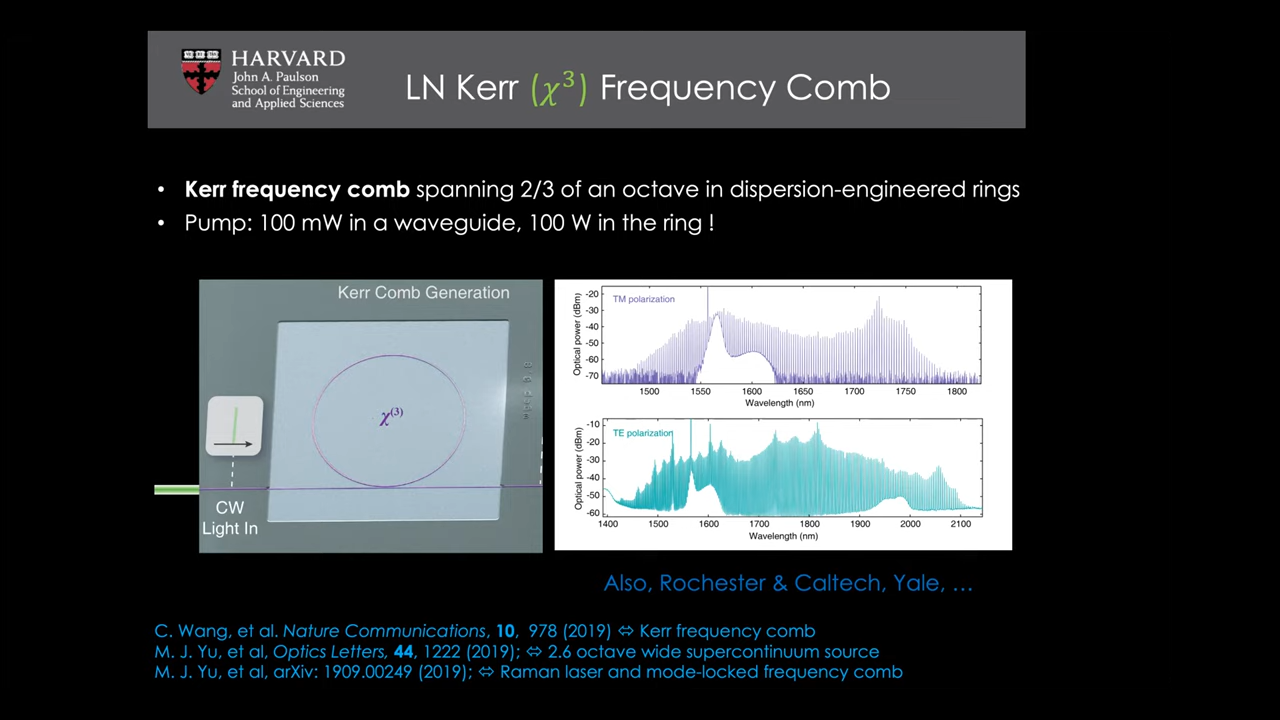 HARVARD
John A. Paulson
School of Engineering
and Applied Sciences
LN Kerr (χ³) Frequency Comb
• Kerr frequency comb spanning 2/3 of an octave in dispersion-engineered rings
• Pump: 100 mW in a waveguide, 100 W in the ring !
Kerr Comb Generation
χ(3)
CW
Light In
TM polarization
Optical power (dBm)
-20
-30
-40
-50
-60
-70
1500 1550 1600 1650 1700 1750 1800
Wavelength (nm)
TE polarization
Optical power (dBm)
-10
-20
-30
-40
-50
-60
1400 1500 1600 1700 1800 1900 2000 2100
Wavelength (nm)
Also, Rochester & Caltech, Yale, …
C. Wang, et al. Nature Communications, 10, 978 (2019) ⇔ Kerr frequency comb
M. J. Yu, et al, Optics Letters, 44, 1222 (2019); ⇔ 2.6 octave wide supercontinuum source
M. J. Yu, et al, arXiv: 1909.00249 (2019); ⇔ Raman laser and mode-locked frequency comb